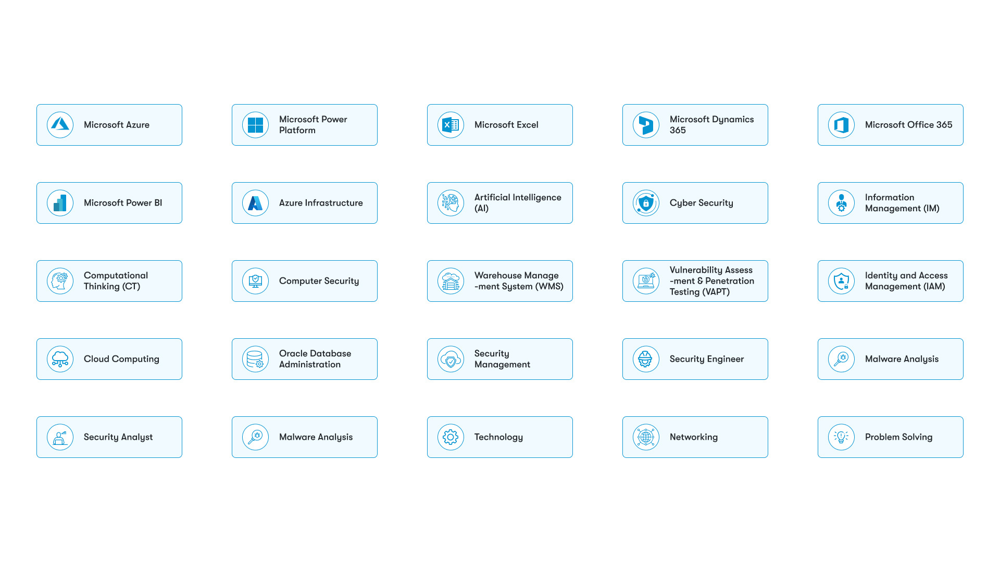 Microsoft Azure
Microsoft Power
Platform
Microsoft Excel
Microsoft Dynamics
365
Microsoft Office 365
Microsoft Power BI
Azure Infrastructure
Artificial Intelligence
(AI)
Cyber Security
Information
Management (IM)
Computational
Thinking (CT)
Computer Security
Warehouse Manage
-ment System (WMS)
Vulnerability Assess
-ment & Penetration
Testing (VAPT)
Identity and Access
Management (IAM)
Cloud Computing
Oracle Database
Administration
Security
Management
Security Engineer
Malware Analysis
Security Analyst
Malware Analysis
Technology
Networking
Problem Solving